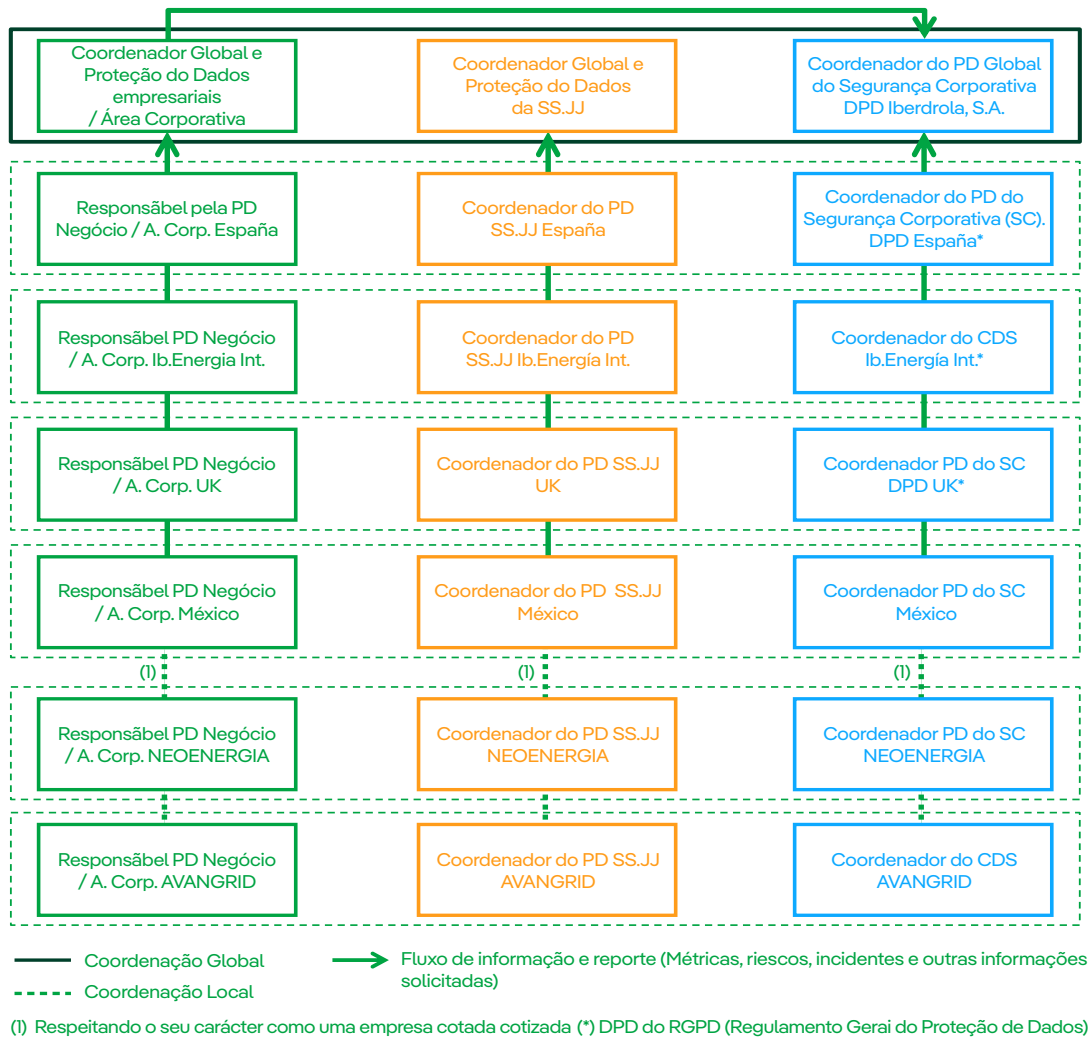 Coordenador Global e
Proteção do Dados
empresariais
/ Área Corporativa
Coordenador Global e
Proteção do Dados
da SS.JJ
Coordenador do PD Global
do Segurança Corporativa
DPD Iberdrola, S.A.
Responsãbel pela PD
Negócio / A. Corp. España
Coordenador do PD
SS.JJ España
Coordenador do PD do
Segurança Corporativa (SC).
DPD España*
Responsãbel PD Negócio
/ A. Corp. Ib.Energia Int.
Coordenador do PD
SS.JJ Ib.Energía Int.
Coordenador do CDS
Ib.Energía Int.*
Responsãbel PD Negócio
/ A. Corp. UK
Coordenador do PD SS.JJ
UK
Coordenador PD do SC
DPD UK*
Responsãbel PD Negócio
/ A. Corp. México
Coordenador do PD SS.JJ
México
Coordenador PD do SC
México
(1)
(1)
(1)
Responsãbel PD Negócio
/ A. Corp. NEOENERGIA
Coordenador do PD SS.JJ
NEOENERGIA
Coordenador PD do SC
NEOENERGIA
Responsãbel PD Negócio
/ A. Corp. AVANGRID
Coordenador do PD SS.JJ
AVANGRID
Coordenador do CDS
AVANGRID
Coordenação Global
Coordenação Local
Fluxo de informação e reporte (Métricas, riescos, incidentes e outras informações
solicitadas)
(1) Respeitando o seu carácter como uma empresa cotada cotizada (*) DPD do RGPD (Regulamento Gerai do Proteção de Dados)